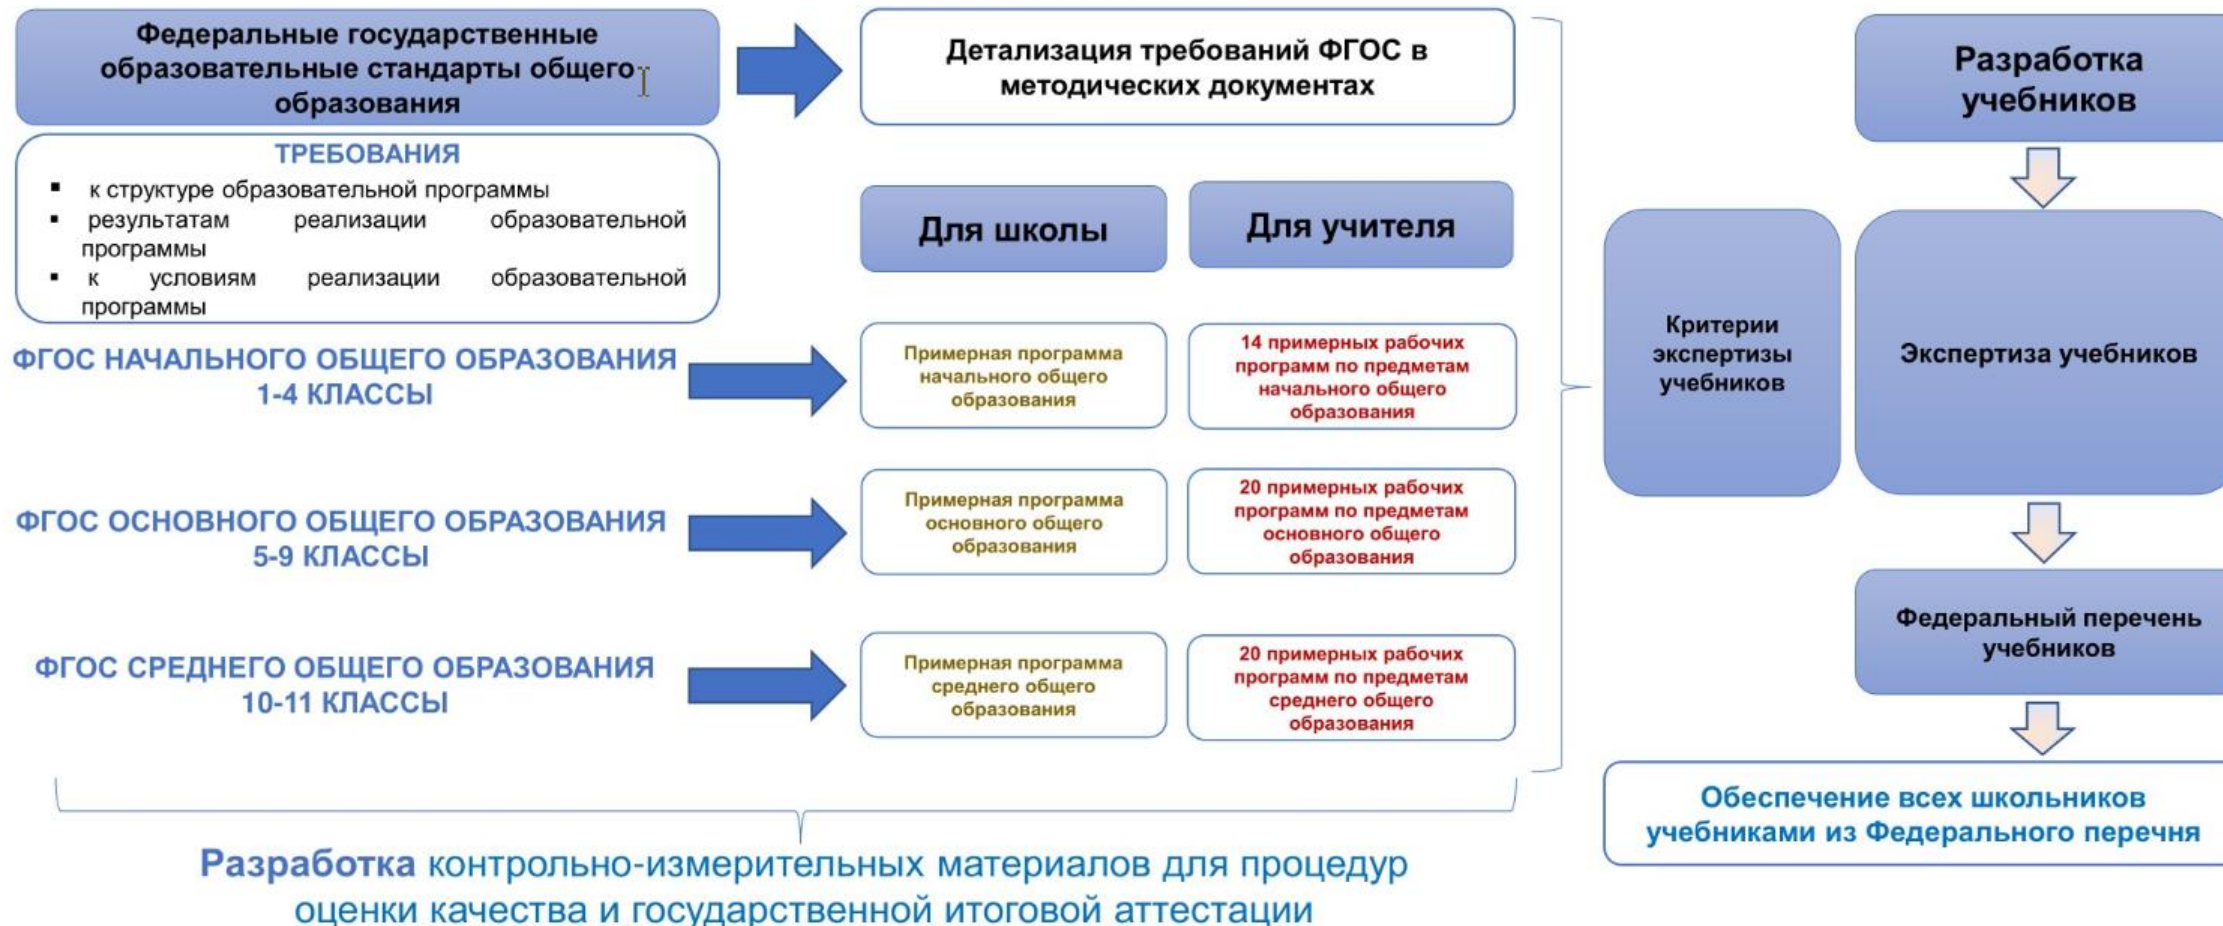 Федеральные государственные
образовательные стандарты общего
образования
ТРЕБОВАНИЯ
▪ к структуре образовательной программы
▪ результатам реализации образовательной
программы
▪ к условиям реализации образовательной
программы
Детализация требований ФГОС в
методических документах
Для школы
Для учителя
ФГОС НАЧАЛЬНОГО ОБЩЕГО ОБРАЗОВАНИЯ
1-4 КЛАССЫ
Примерная программа
начального общего
образования
14 примерных рабочих
программ по предметам
начального общего
образования
ФГОС ОСНОВНОГО ОБЩЕГО ОБРАЗОВАНИЯ
5-9 КЛАССЫ
Примерная программа
основного общего
образования
20 примерных рабочих
программ по предметам
основного общего
образования
ФГОС СРЕДНЕГО ОБЩЕГО ОБРАЗОВАНИЯ
10-11 КЛАССЫ
Примерная программа
среднего общего
образования
20 примерных рабочих
программ по предметам
среднего общего
образования
Разработка контрольно-измерительных материалов для процедур
оценки качества и государственной итоговой аттестации
Разработка
учебников
Критерии
экспертизы
учебников
Экспертиза учебников
Федеральный перечень
учебников
Обеспечение всех школьников
учебниками из Федерального перечня